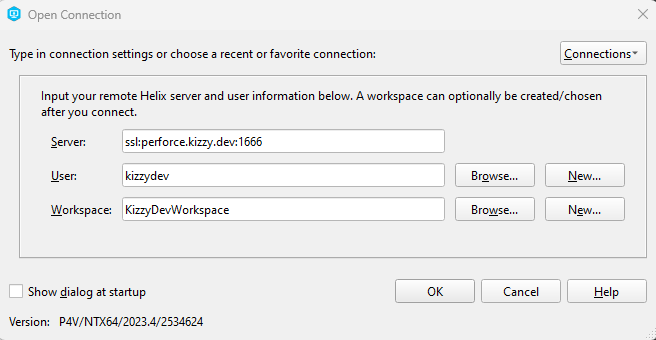 Open Connection
Type in connection settings or choose a recent or favorite connection:
Connections
Input your remote Helix server and user information below. A workspace can optionally be created/chosen
after you connect.
Server: ssl:perforce.kizzy.dev:1666
User: kizzydev Browse... New...
Workspace: KizzyDevWorkspace Browse... New...
Show dialog at startup OK Cancel Help
Version: P4V/NTX64/2023.4/2534624